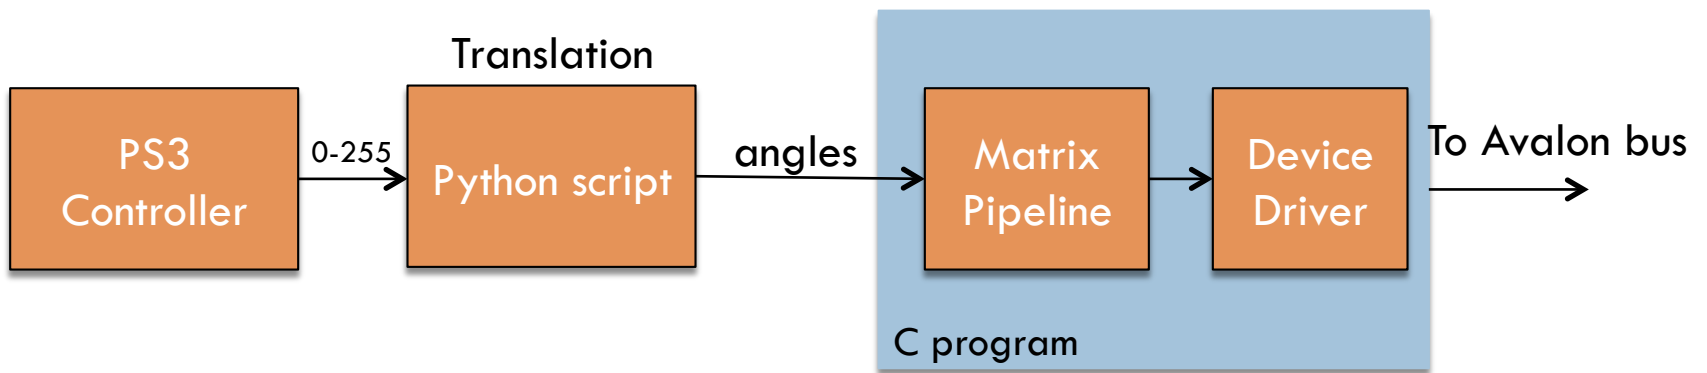 Translation
PS3
Controller
0-255
Python script
angles
Matrix
Pipeline
Device
Driver
C program
To Avalon bus